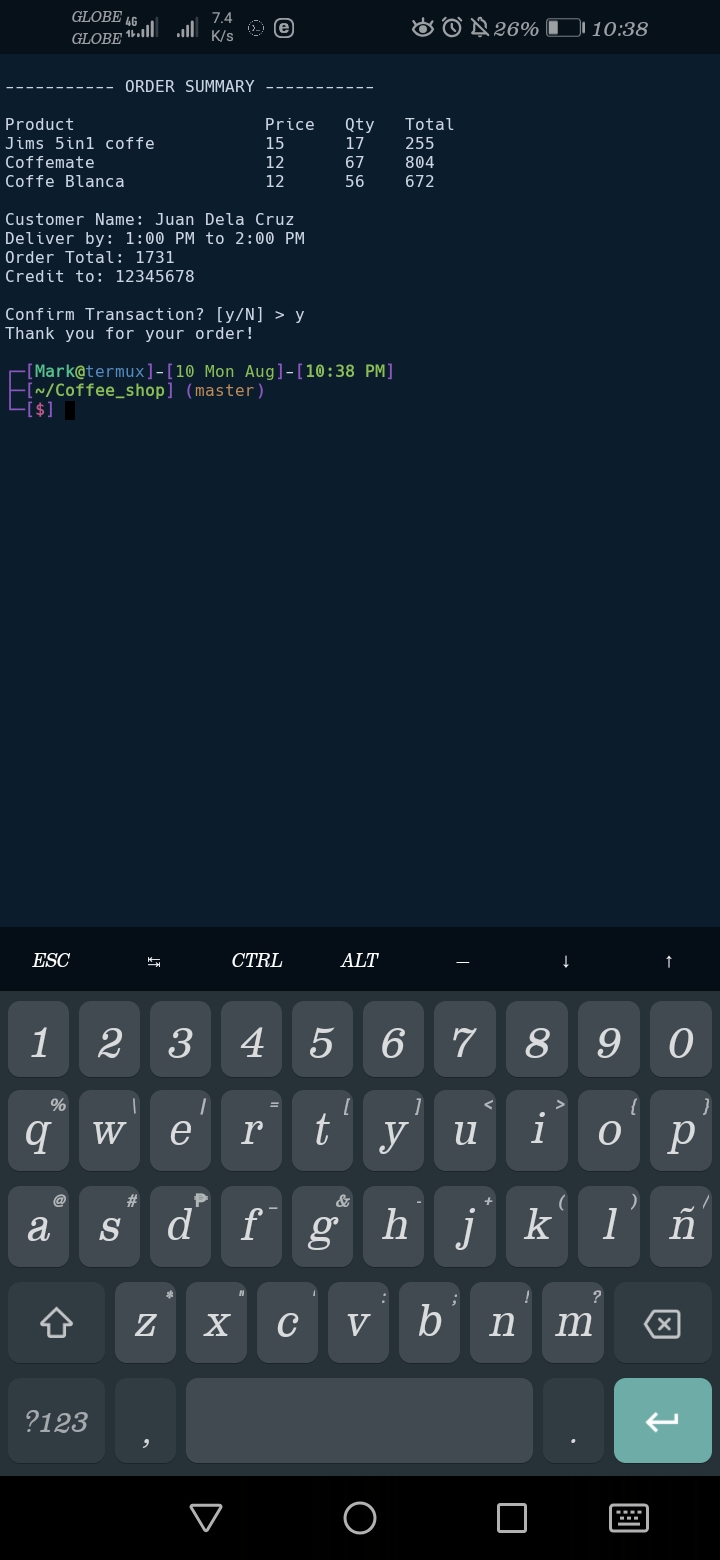 GLOBE 4G 7.4 26% 10:38
GLOBE K/s
----------- ORDER SUMMARY -----------
Product Price Qty Total
Jims 5in1 coffe 15 17 255
Coffemate 12 67 804
Coffe Blanca 12 56 672
Customer Name: Juan Dela Cruz
Deliver by: 1:00 PM to 2:00 PM
Order Total: 1731
Credit to: 12345678
Confirm Transaction? [y/N] > y
Thank you for your order!
┌─[Mark@termux]-[10 Mon Aug]-[10:38 PM]
├─[~/Coffee_shop] (master)
└─[$]
ESC ↹ CTRL ALT — ↓ ↑
1 2 3 4 5 6 7 8 9 0
q % w \ e | r = t [ y ] u < i > o { p }
a @ s # d ₱ f _ g & h - j + k ( l ) ñ /
z * x " c ' v : b ; n ! m ?
?123 , .